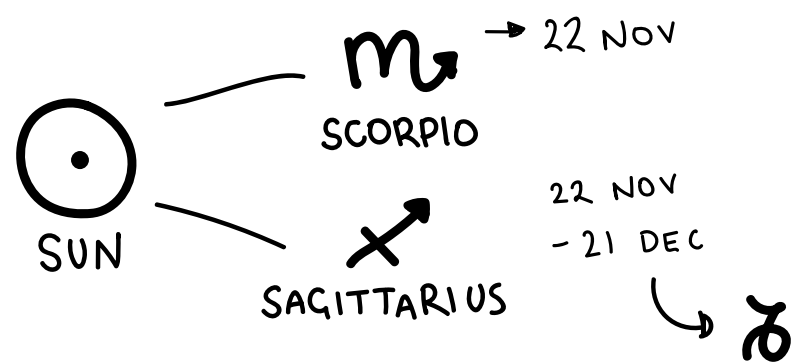 → 22 NOV
SCORPIO
SUN
22 NOV
- 21 DEC
SAGITTARIUS